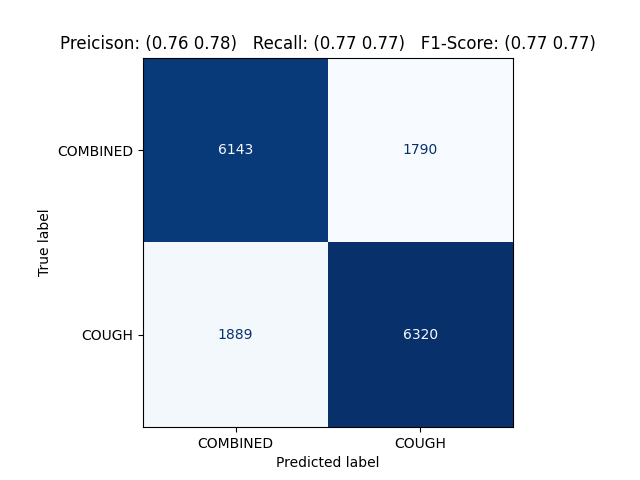 Preicison: (0.76 0.78)   Recall: (0.77 0.77)   F1-Score: (0.77 0.77)
True label
COMBINED
6143
1790
COUGH
1889
6320
COMBINED
COUGH
Predicted label